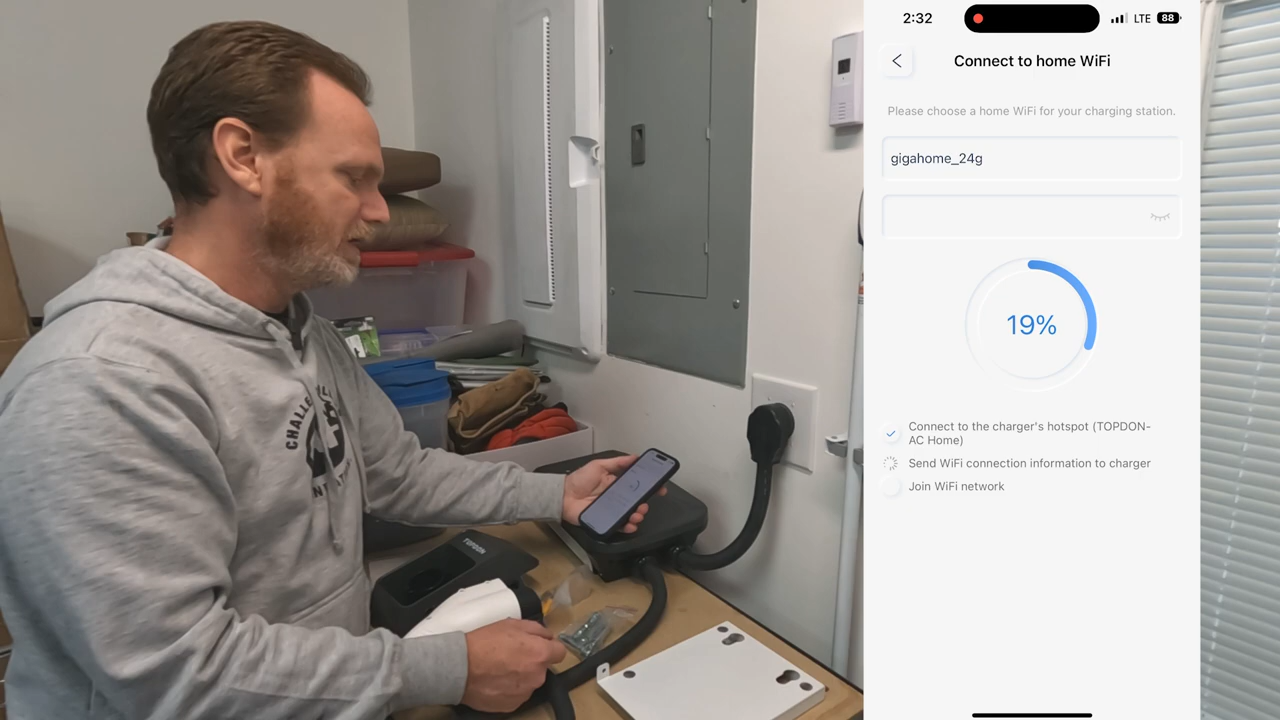 2:32
LTE
88
Connect to home WiFi
Please choose a home WiFi for your charging station.
gigahome_24g
19%
Connect to the charger's hotspot (TOPDON-
AC Home)
Send WiFi connection information to charger
Join WiFi network
TOPDON